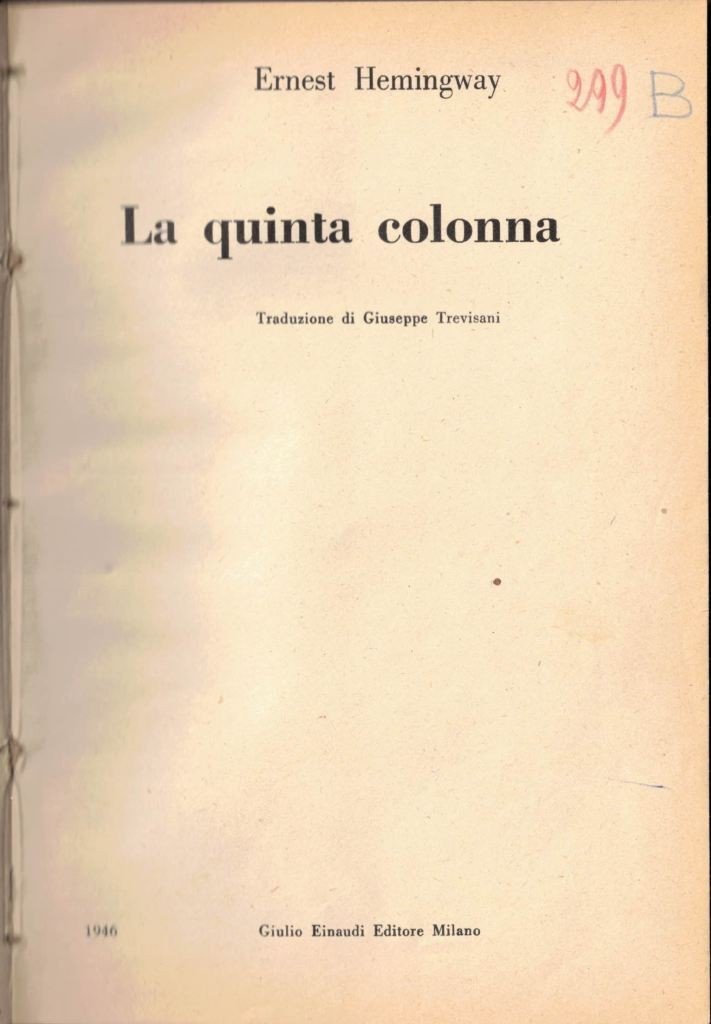 Ernest Hemingway
299 B
La quinta colonna
Traduzione di Giuseppe Trevisani
1946 Giulio Einaudi Editore Milano